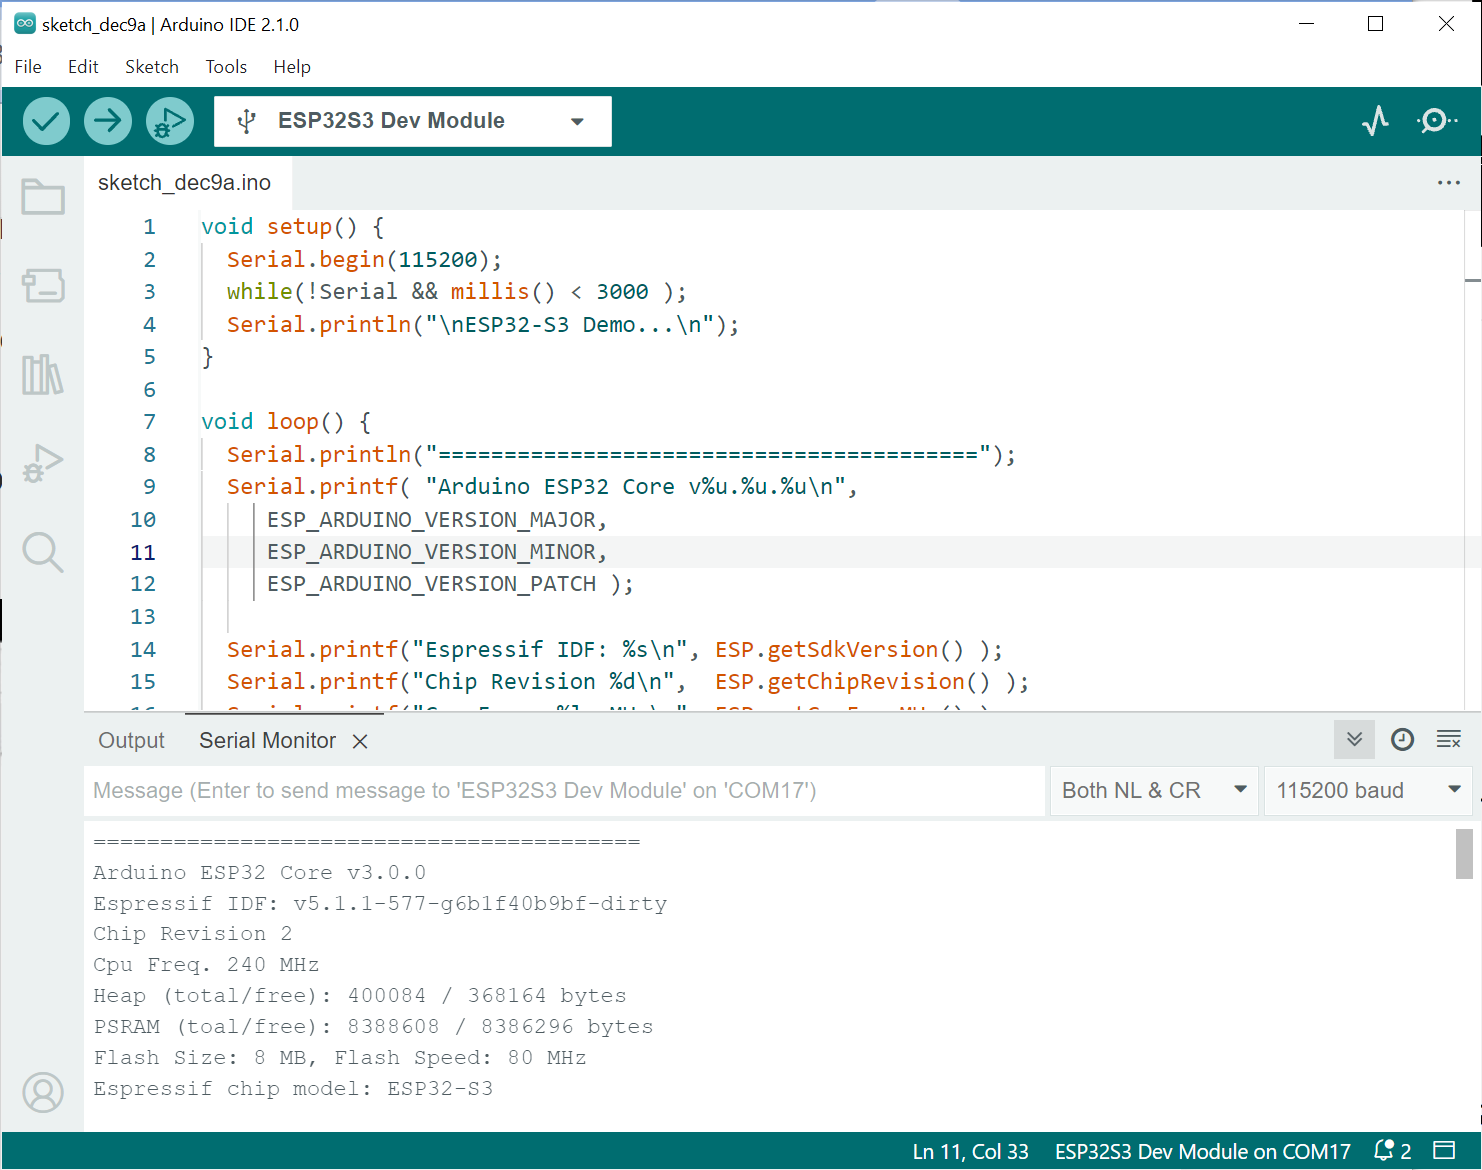 sketch_dec9a | Arduino IDE 2.1.0
File Edit Sketch Tools Help
ESP32S3 Dev Module
sketch_dec9a.ino
1 void setup() {
2 Serial.begin(115200);
3 while(!Serial && millis() < 3000 );
4 Serial.println("\nESP32-S3 Demo...\n");
5 }
6
7 void loop() {
8 Serial.println("=========================================");
9 Serial.printf( "Arduino ESP32 Core v%u.%u.%u\n",
10 ESP_ARDUINO_VERSION_MAJOR,
11 ESP_ARDUINO_VERSION_MINOR,
12 ESP_ARDUINO_VERSION_PATCH );
13
14 Serial.printf("Espressif IDF: %s\n", ESP.getSdkVersion() );
15 Serial.printf("Chip Revision %d\n", ESP.getChipRevision() );
Output Serial Monitor
Message (Enter to send message to 'ESP32S3 Dev Module' on 'COM17')
Both NL & CR
115200 baud
=========================================
Arduino ESP32 Core v3.0.0
Espressif IDF: v5.1.1-577-g6b1f40b9bf-dirty
Chip Revision 2
Cpu Freq. 240 MHz
Heap (total/free): 400084 / 368164 bytes
PSRAM (toal/free): 8388608 / 8386296 bytes
Flash Size: 8 MB, Flash Speed: 80 MHz
Espressif chip model: ESP32-S3
Ln 11, Col 33 ESP32S3 Dev Module on COM17 2